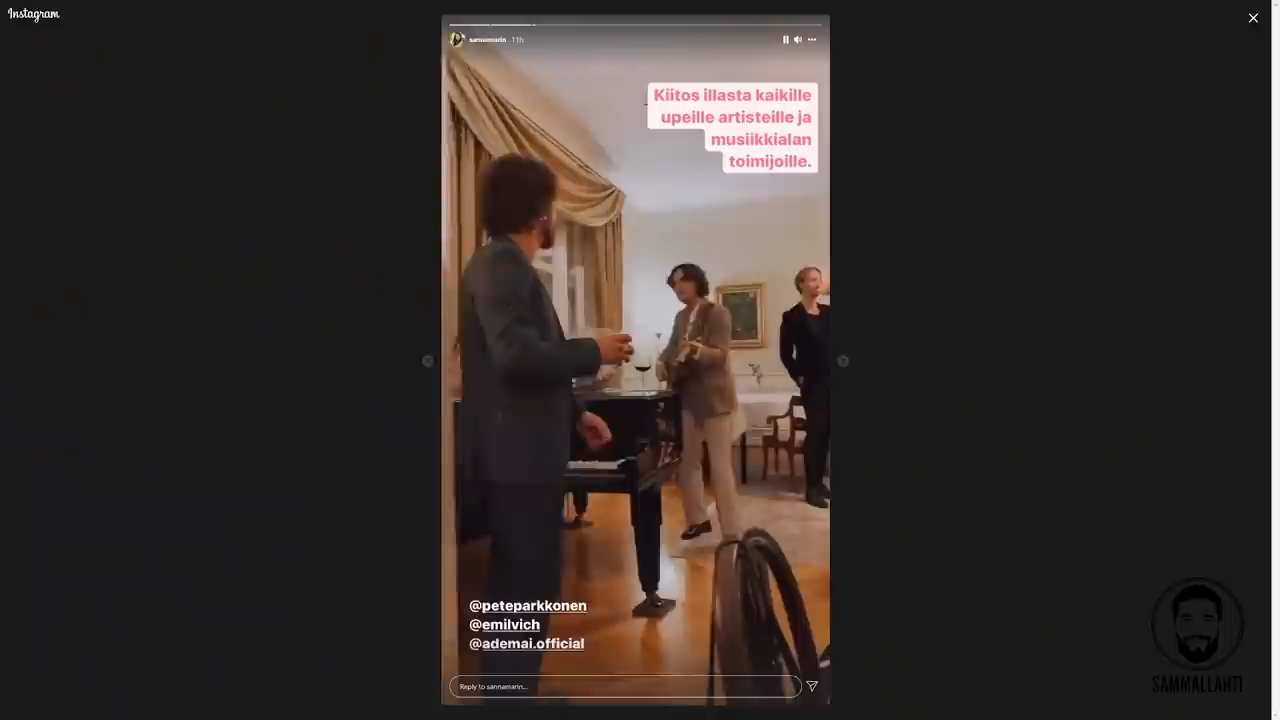 Instagram
sannamarin 11h
Kiitos illasta kaikille
upeille artisteille ja
musiikkialan
toimijoille.
@peteparkkonen
@emilvich
@ademai.official
Reply to sannamarin...
SAMMALLAHTI